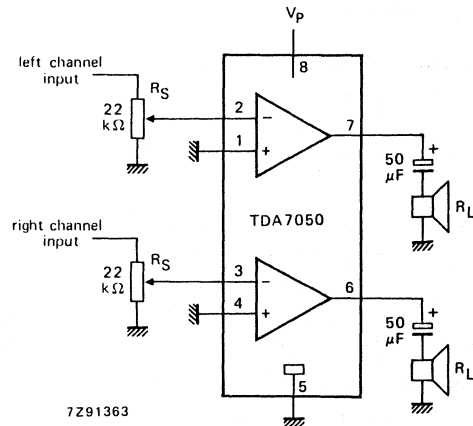 V_P
8
left channel
input
R_S
22
kΩ
2
−
1
+
7
+
50
μF
R_L
TDA7050
right channel
input
R_S
22
kΩ
3
−
4
+
6
+
50
μF
R_L
5
7Z91363